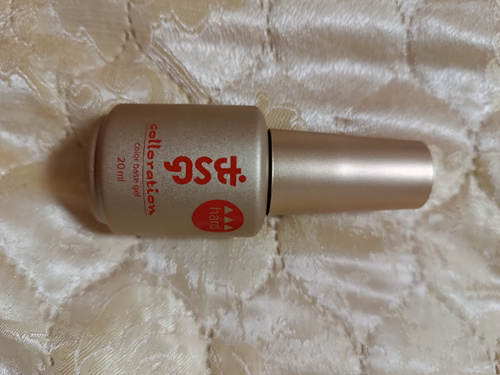 BSG
colloration
color base gel
20 ml
hard